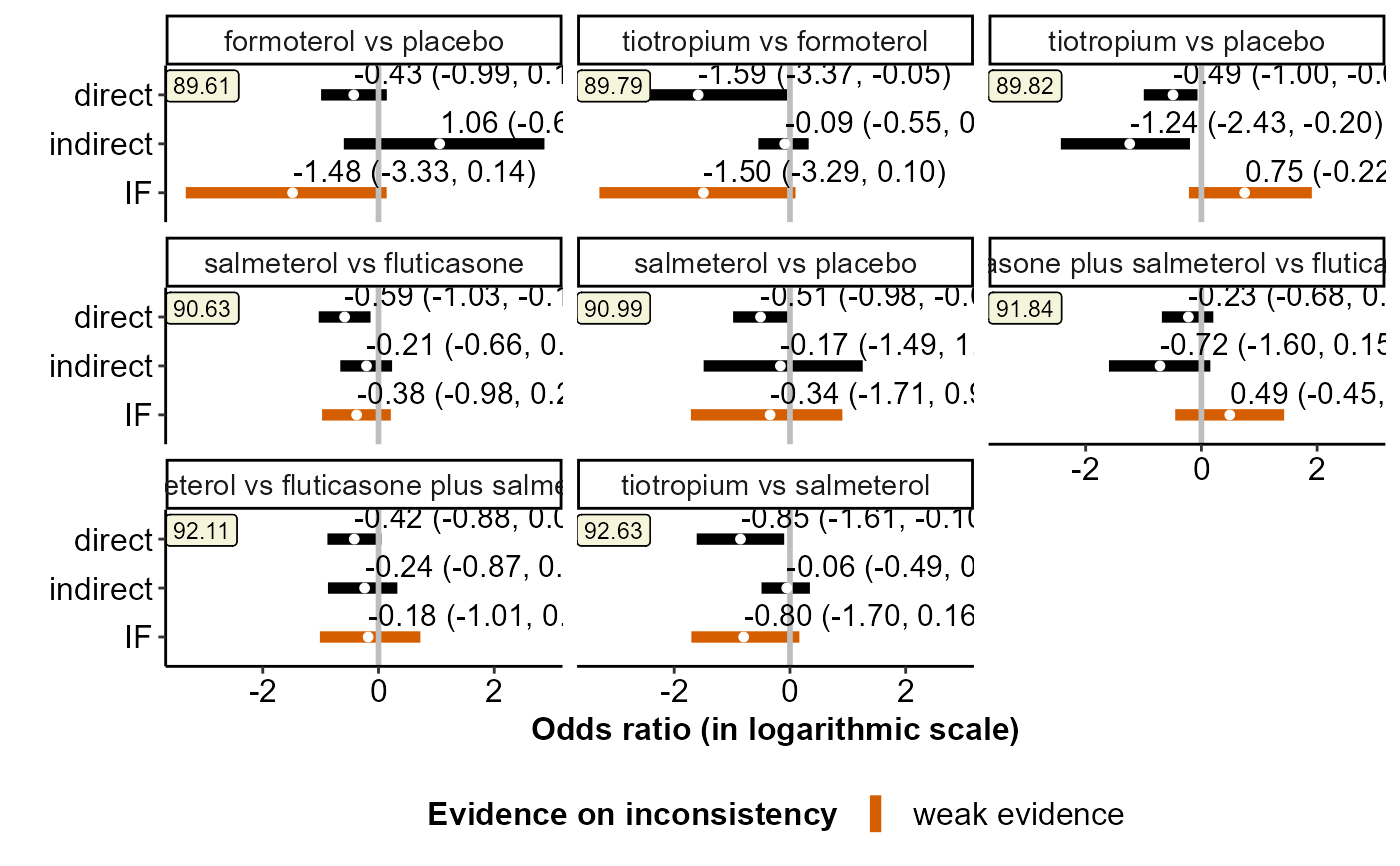 formoterol vs placebo
tiotropium vs formoterol
tiotropium vs placebo
direct
indirect
IF
89.61
-0.43 (-0.99, 0.1
1.06 (-0.6
-1.48 (-3.33, 0.14)
89.79
-1.59 (-3.37, -0.05)
-0.09 (-0.55, 0
-1.50 (-3.29, 0.10)
89.82
-0.49 (-1.00, -0.0
-1.24 (-2.43, -0.20)
0.75 (-0.22
salmeterol vs fluticasone
salmeterol vs placebo
asone plus salmeterol vs flutica
direct
indirect
IF
90.63
-0.59 (-1.03, -0.1
-0.21 (-0.66, 0.
-0.38 (-0.98, 0.2
90.99
-0.51 (-0.98, -0.0
-0.17 (-1.49, 1.
-0.34 (-1.71, 0.9
91.84
-0.23 (-0.68, 0.
-0.72 (-1.60, 0.15
0.49 (-0.45,
-2 0 2
eterol vs fluticasone plus salme
tiotropium vs salmeterol
direct
indirect
IF
92.11
-0.42 (-0.88, 0.0
-0.24 (-0.87, 0.
-0.18 (-1.01, 0.
92.63
-0.85 (-1.61, -0.10
-0.06 (-0.49, 0
-0.80 (-1.70, 0.16
-2 0 2
-2 0 2
Odds ratio (in logarithmic scale)
Evidence on inconsistency weak evidence